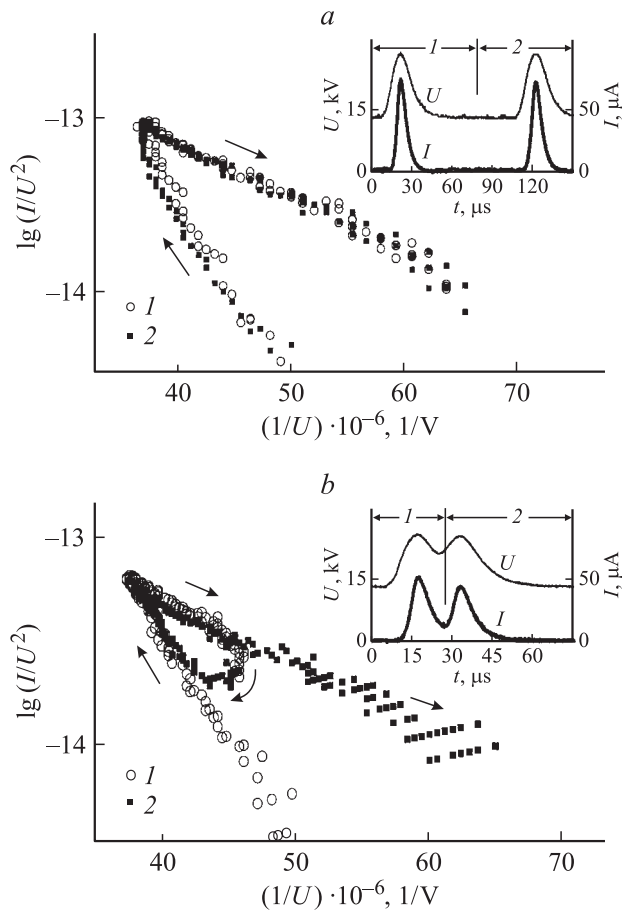 a
−13
−14
lg (I/U²)
1
2
40
50
60
70
(1/U) ·10⁻⁶, 1/V
1
2
U
I
15
0
U, kV
50
0
I, μA
0
30
60
90
120
t, μs
b
−13
−14
lg (I/U²)
1
2
40
50
60
70
(1/U) ·10⁻⁶, 1/V
1
2
U
I
15
0
U, kV
50
0
I, μA
0
15
30
45
60
t, μs